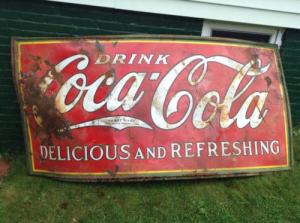 DRINK
Coca-Cola
DELICIOUS AND REFRESHING